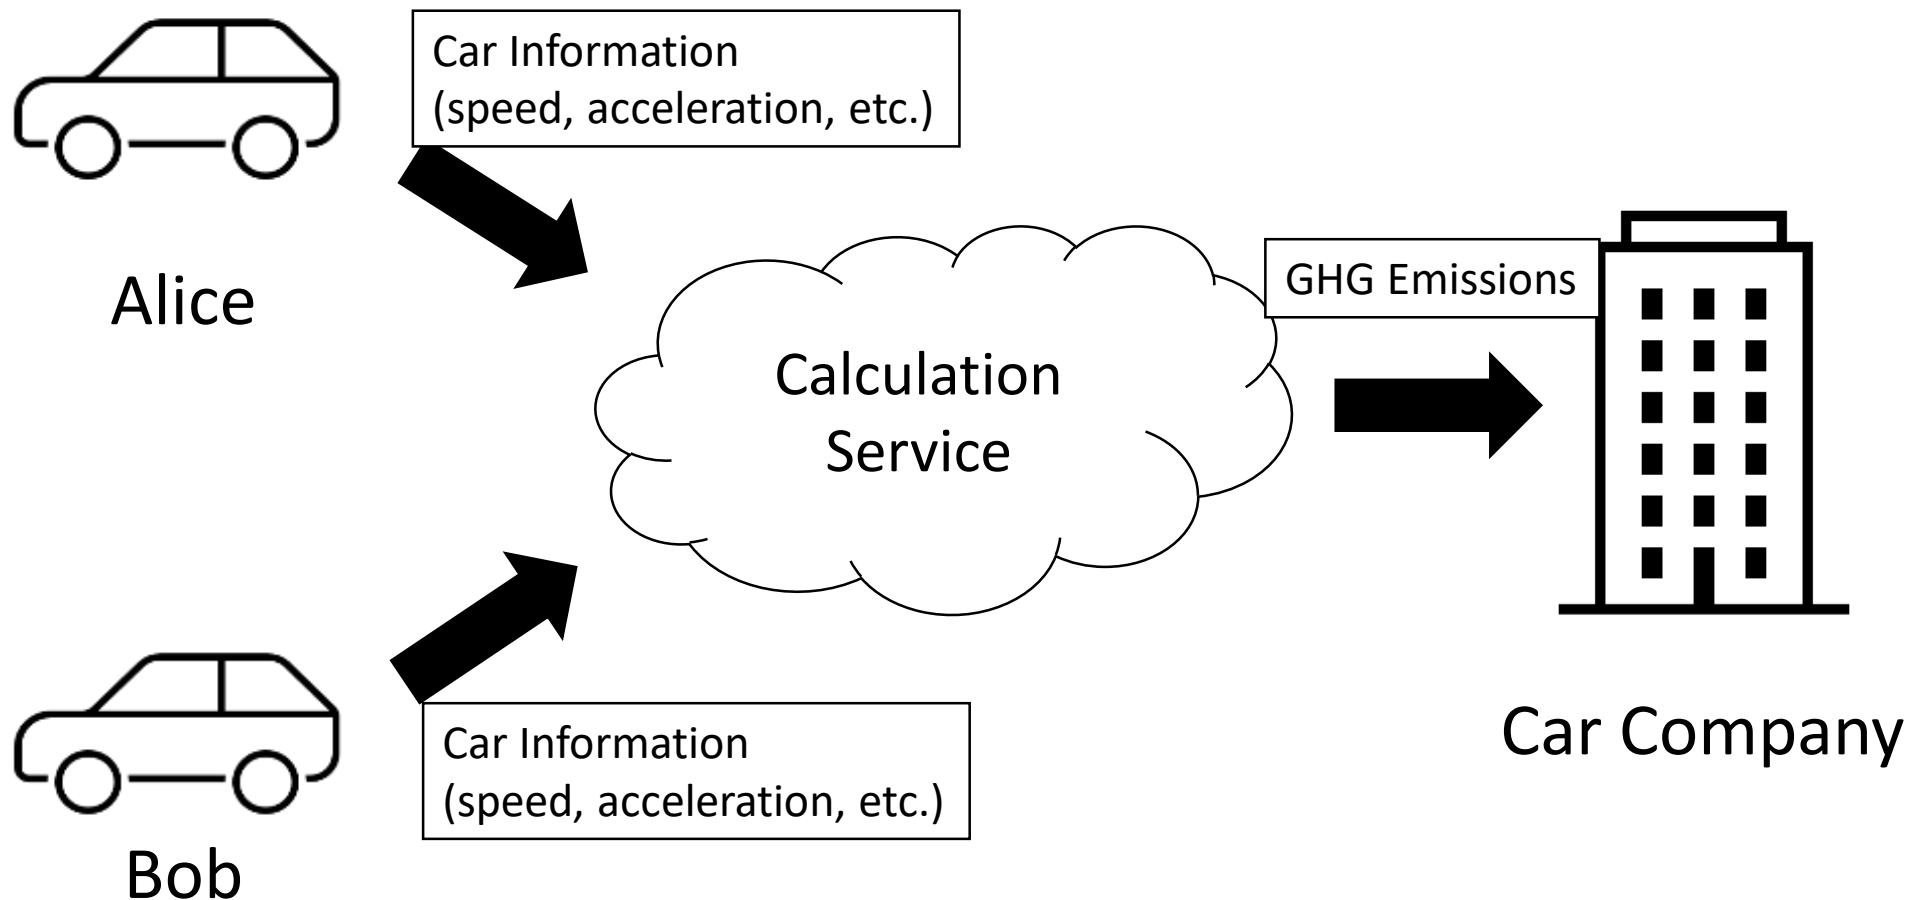 Car Information
(speed, acceleration, etc.)
Alice
GHG Emissions
Calculation
Service
Car Information
(speed, acceleration, etc.)
Car Company
Bob